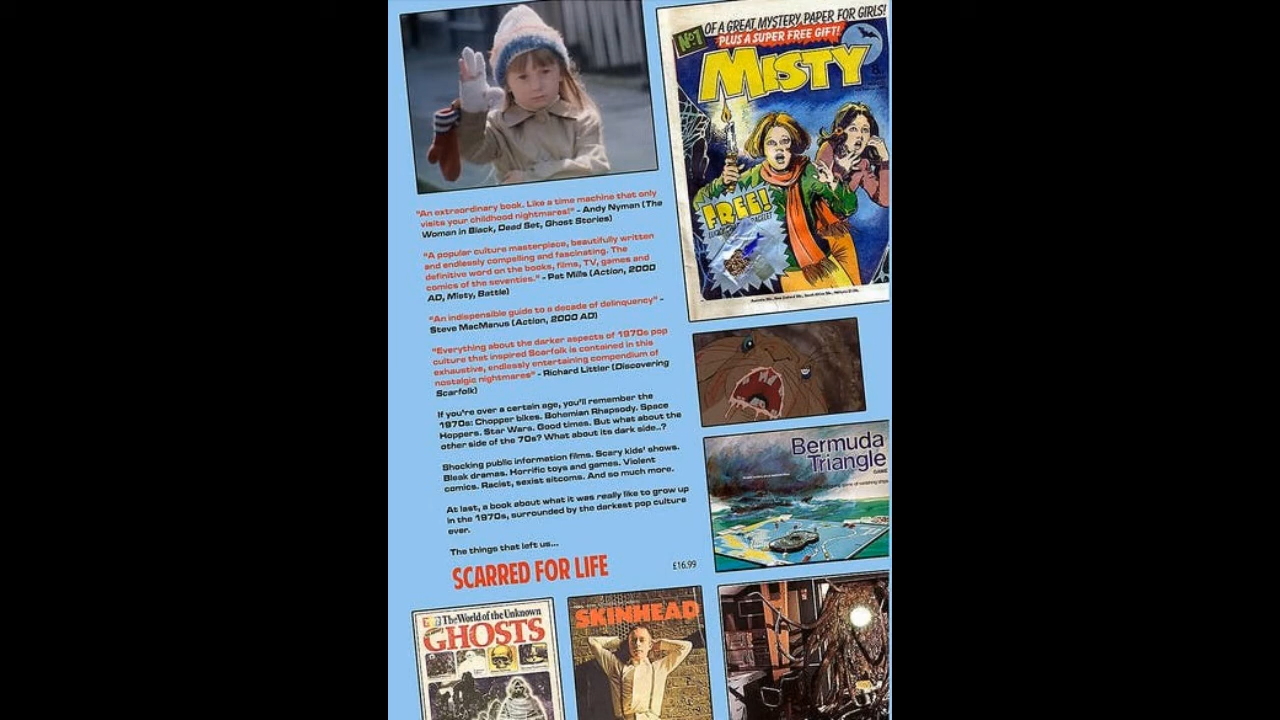 "An extraordinary book. Like a time machine that only
visits your childhood nightmares!" - Andy Nyman (The
Woman in Black, Dead Set, Ghost Stories)
"A popular culture masterpiece, beautifully written
and endlessly compelling and fascinating. The
definitive word on the books, films, TV, games and
comics of the seventies." - Pat Mills (Action, 2000
AD, Misty, Battle)
"An indispensible guide to a decade of delinquency" -
Steve MacManus (Action, 2000 AD)
"Everything about the darker aspects of 1970s pop
culture that inspired Scarfolk is contained in this
exhaustive, endlessly entertaining compendium of
nostalgic nightmares" - Richard Littler (Discovering
Scarfolk)
If you're over a certain age, you'll remember the
1970s: Chopper bikes. Bohemian Rhapsody. Space
Hoppers. Star Wars. Good times. But what about the
other side of the 70s? What about its dark side..?
Shocking public information films. Scary kids' shows.
Bleak dramas. Horrific toys and games. Violent
comics. Racist, sexist sitcoms. And so much more.
At last, a book about what it was really like to grow up
in the 1970s, surrounded by the darkest pop culture
ever.
The things that left us...
SCARRED FOR LIFE
£16.99
Nº1 OF A GREAT MYSTERY PAPER FOR GIRLS!
PLUS A SUPER FREE GIFT!
MISTY
8p
FREE!
Bermuda
Triangle
GAME
The World of the Unknown
GHOSTS
SKINHEAD